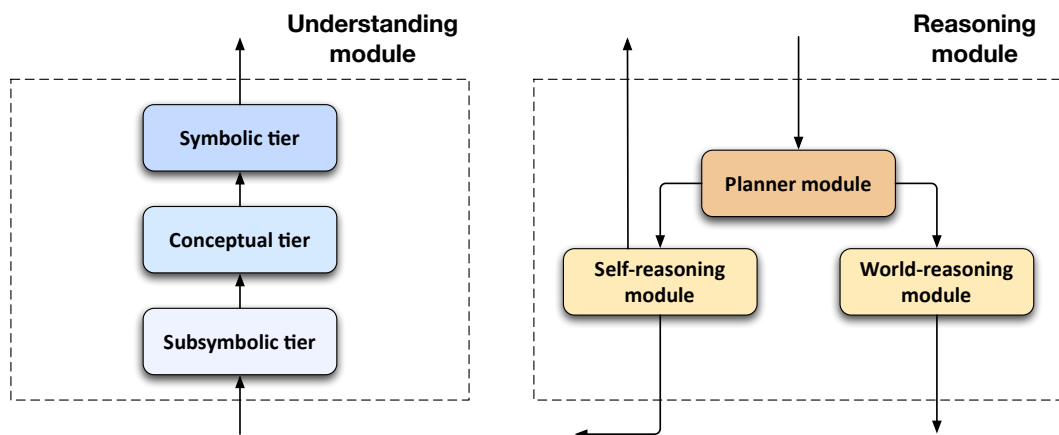 Understanding
module
Symbolic tier
Conceptual tier
Subsymbolic tier
Reasoning
module
Planner module
Self-reasoning
module
World-reasoning
module